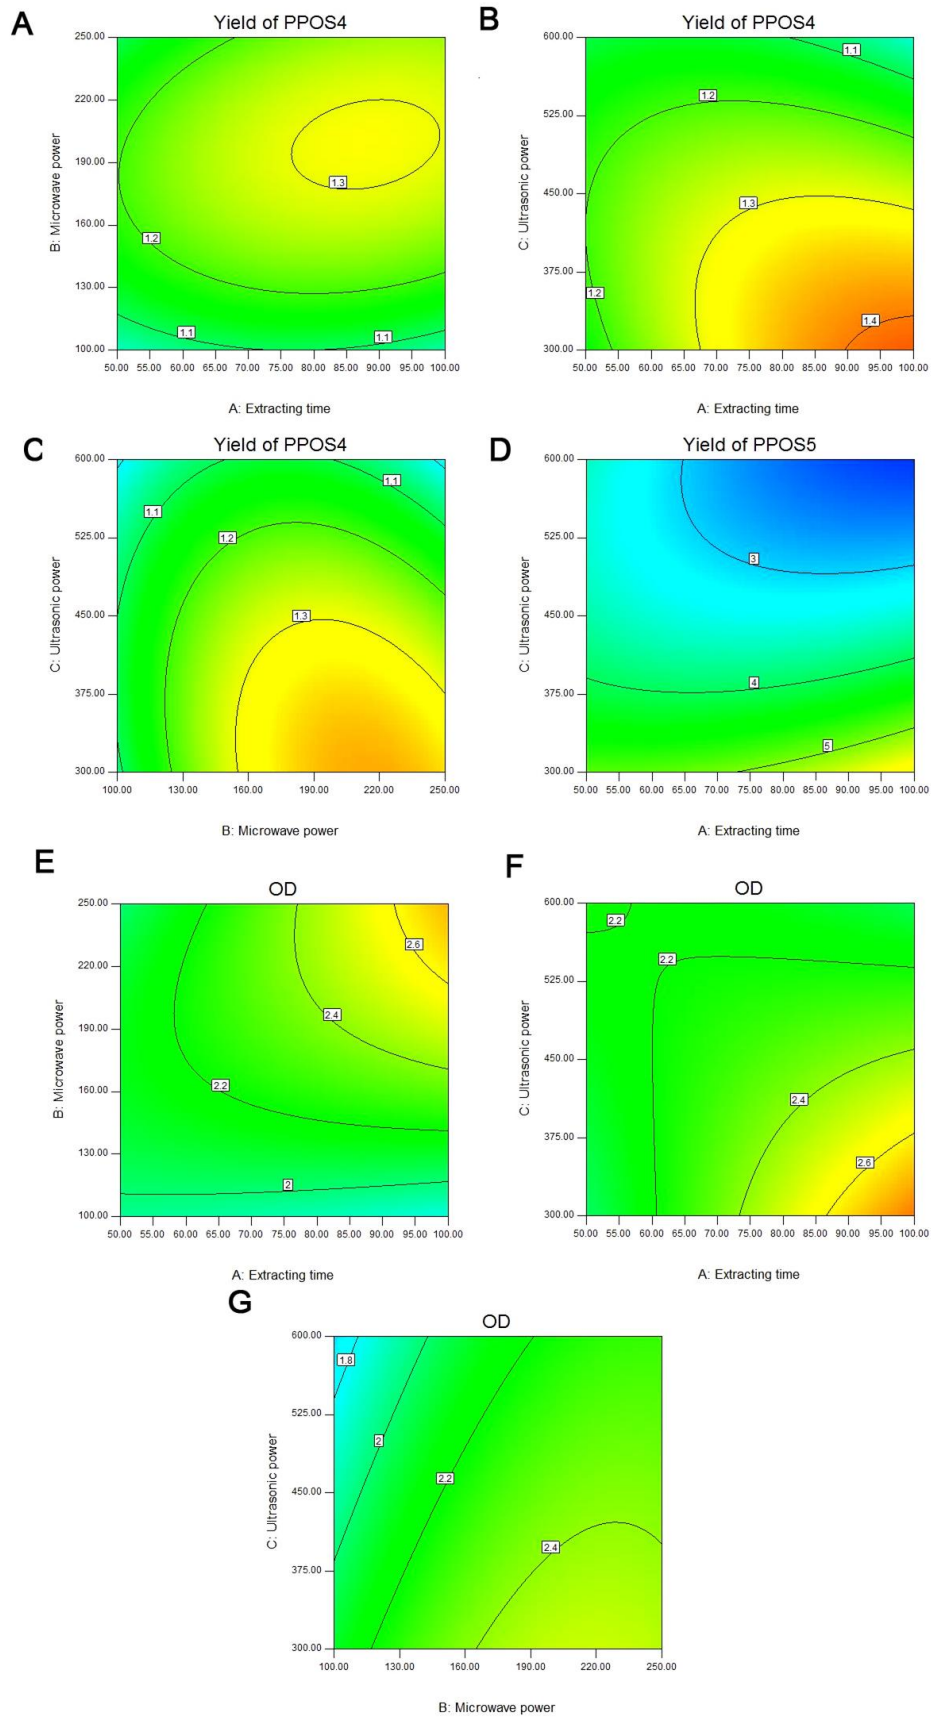 A
Yield of PPOS4
250.00
220.00
190.00
160.00
130.00
100.00
B: Microwave power
1.3
1.2
1.1
1.1
50.00 55.00 60.00 65.00 70.00 75.00 80.00 85.00 90.00 95.00 100.00
A: Extracting time
B
Yield of PPOS4
600.00
525.00
450.00
375.00
300.00
C: Ultrasonic power
1.1
1.2
1.3
1.2
1.4
50.00 55.00 60.00 65.00 70.00 75.00 80.00 85.00 90.00 95.00 100.00
A: Extracting time
C
Yield of PPOS4
600.00
525.00
450.00
375.00
300.00
C: Ultrasonic power
1.1
1.1
1.2
1.3
100.00 130.00 160.00 190.00 220.00 250.00
B: Microwave power
D
Yield of PPOS5
600.00
525.00
450.00
375.00
300.00
C: Ultrasonic power
3
4
5
50.00 55.00 60.00 65.00 70.00 75.00 80.00 85.00 90.00 95.00 100.00
A: Extracting time
E
OD
250.00
220.00
190.00
160.00
130.00
100.00
B: Microwave power
2.6
2.4
2.2
2
50.00 55.00 60.00 65.00 70.00 75.00 80.00 85.00 90.00 95.00 100.00
A: Extracting time
F
OD
600.00
525.00
450.00
375.00
300.00
C: Ultrasonic power
2.2
2.2
2.4
2.6
50.00 55.00 60.00 65.00 70.00 75.00 80.00 85.00 90.00 95.00 100.00
A: Extracting time
G
OD
600.00
525.00
450.00
375.00
300.00
C: Ultrasonic power
1.8
2
2.2
2.4
100.00 130.00 160.00 190.00 220.00 250.00
B: Microwave power